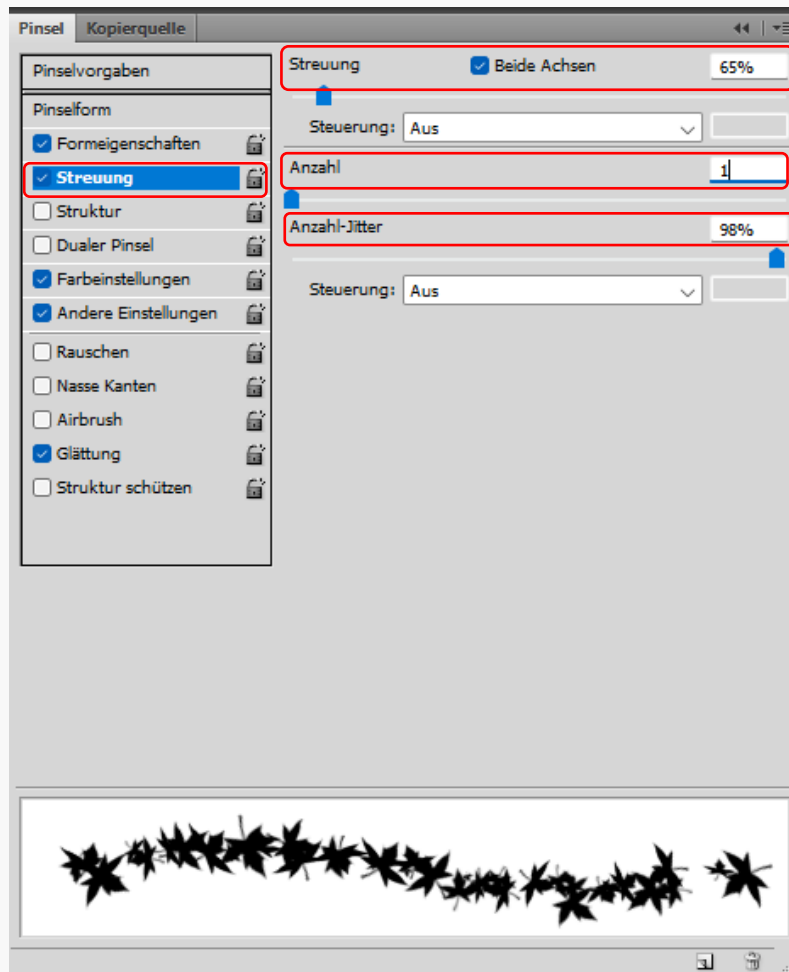 Pinsel Kopierquelle
Pinselvorgaben
Pinselform
Formeigenschaften
Streuung
Struktur
Dualer Pinsel
Farbeinstellungen
Andere Einstellungen
Rauschen
Nasse Kanten
Airbrush
Glättung
Struktur schützen
Streuung Beide Achsen 65%
Steuerung: Aus
Anzahl 1
Anzahl-Jitter 98%
Steuerung: Aus